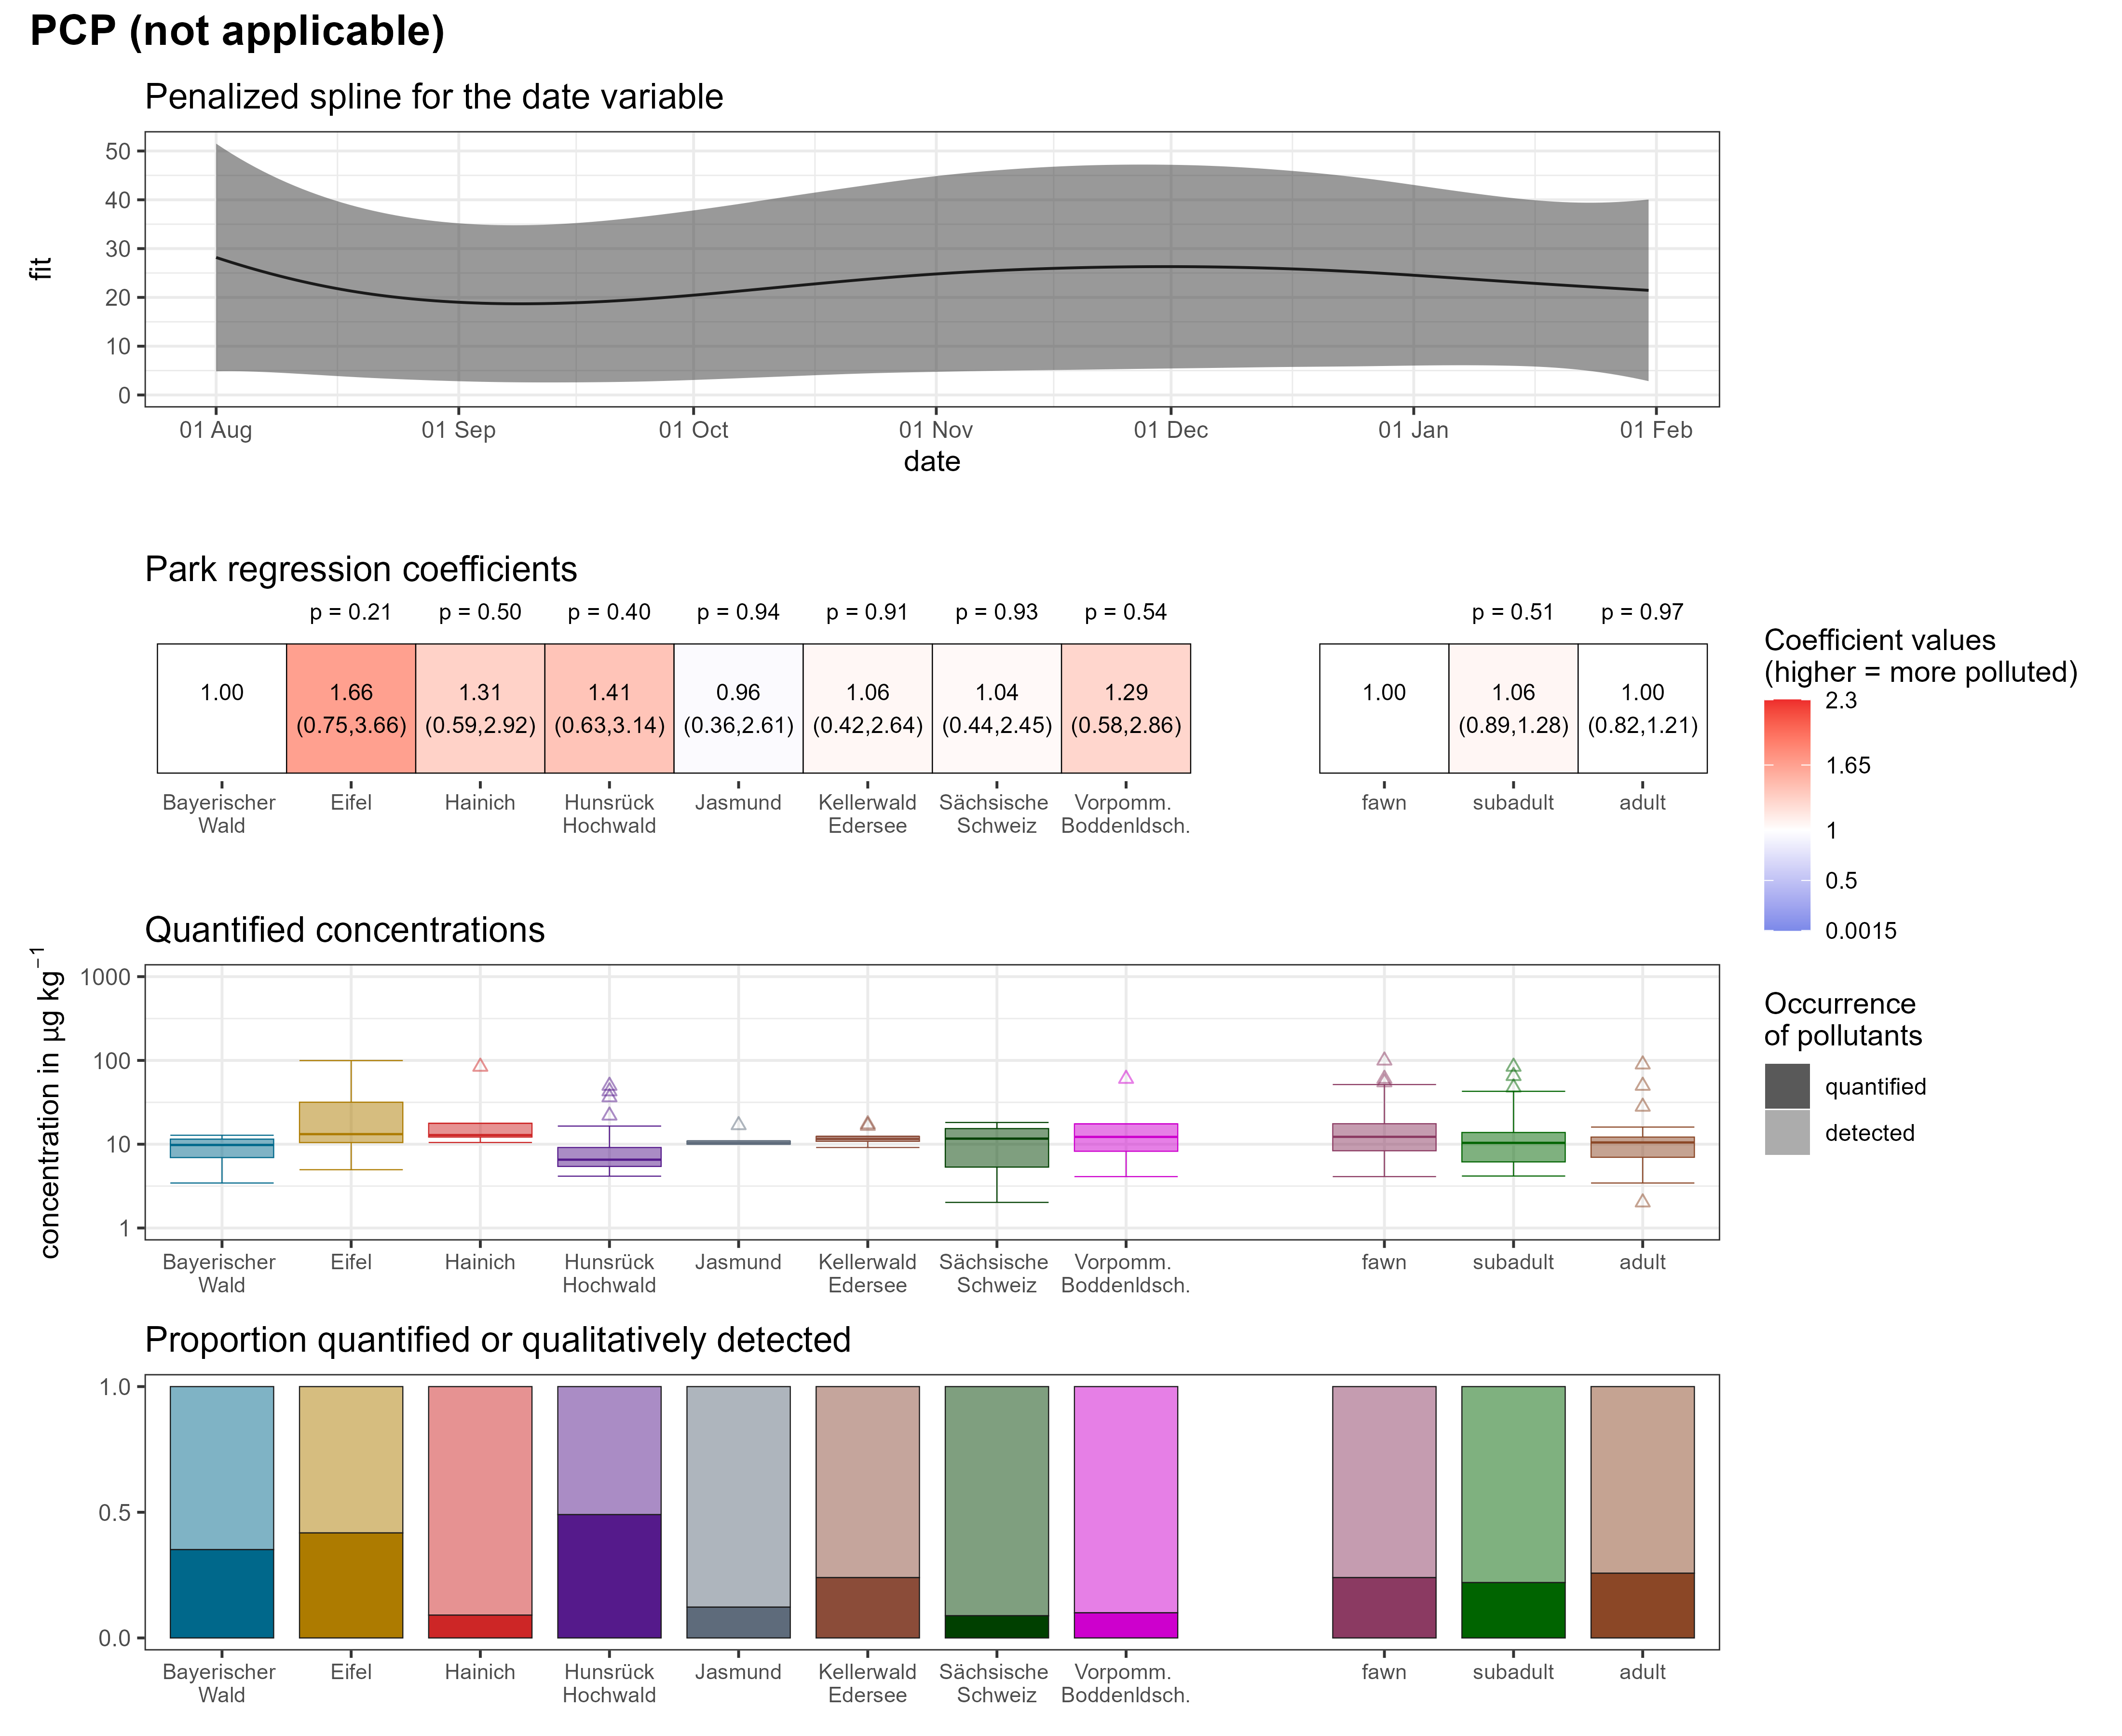 PCP (not applicable)
Penalized spline for the date variable
50
40
30
20
10
0
fit
01 Aug 01 Sep 01 Oct 01 Nov 01 Dec 01 Jan 01 Feb
date
Park regression coefficients
p = 0.21 p = 0.50 p = 0.40 p = 0.94 p = 0.91 p = 0.93 p = 0.54 p = 0.51 p = 0.97
1.00 1.66 1.31 1.41 0.96 1.06 1.04 1.29 1.00 1.06 1.00
(0.75,3.66) (0.59,2.92) (0.63,3.14) (0.36,2.61) (0.42,2.64) (0.44,2.45) (0.58,2.86) (0.89,1.28) (0.82,1.21)
Bayerischer Eifel Hainich Hunsrück Jasmund Kellerwald Sächsische Vorpomm. fawn subadult adult
Wald Hochwald Edersee Schweiz Boddenldsch.
Coefficient values
(higher = more polluted)
2.3
1.65
1
0.5
0.0015
Quantified concentrations
concentration in µg kg⁻¹
1000
100
10
1
Bayerischer Eifel Hainich Hunsrück Jasmund Kellerwald Sächsische Vorpomm. fawn subadult adult
Wald Hochwald Edersee Schweiz Boddenldsch.
Occurrence
of pollutants
quantified
detected
Proportion quantified or qualitatively detected
1.0
0.5
0.0
Bayerischer Eifel Hainich Hunsrück Jasmund Kellerwald Sächsische Vorpomm. fawn subadult adult
Wald Hochwald Edersee Schweiz Boddenldsch.